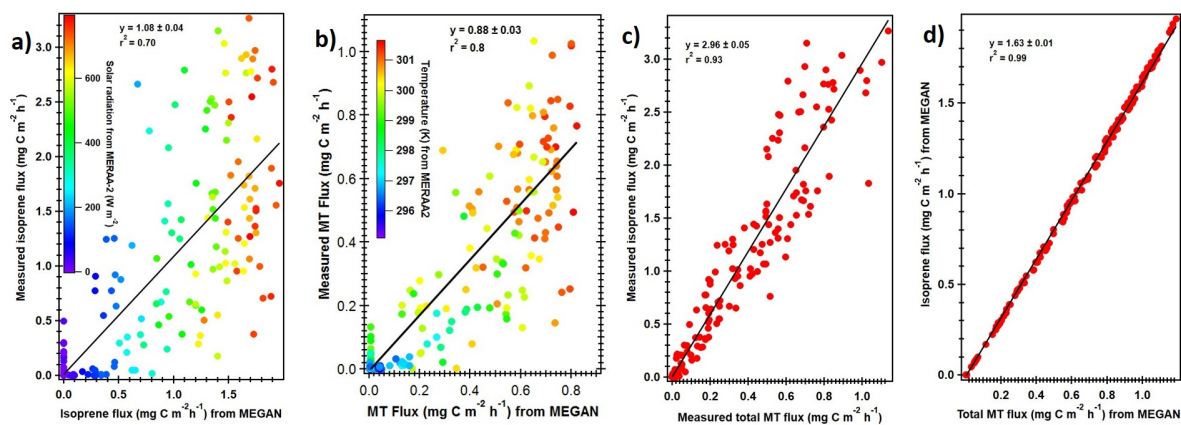 a)
y = 1.08 ± 0.04
r² = 0.70
Measured isoprene flux (mg C m⁻² h⁻¹)
3.0
2.5
2.0
1.5
1.0
0.5
0.0
Solar radiation from MERAA-2 (W m⁻²)
600
400
200
0
0.0
0.5
1.0
1.5
Isoprene flux (mg C m⁻² h⁻¹) from MEGAN
b)
y = 0.88 ± 0.03
r² = 0.8
Measured MT Flux (mg C m⁻² h⁻¹)
1.0
0.8
0.6
0.4
0.2
0.0
Temperature (K) from MERAA2
301
300
299
298
297
296
0.0
0.2
0.4
0.6
0.8
MT Flux (mg C m⁻² h⁻¹) from MEGAN
c)
y = 2.96 ± 0.05
r² = 0.93
Measured isoprene flux (mg C m⁻² h⁻¹)
3.0
2.5
2.0
1.5
1.0
0.5
0.0
0.0
0.2
0.4
0.6
0.8
1.0
Measured total MT flux (mg C m⁻² h⁻¹)
d)
y = 1.63 ± 0.01
r² = 0.99
Isoprene flux (mg C m⁻² h⁻¹) from MEGAN
1.5
1.0
0.5
0.0
0.0
0.2
0.4
0.6
0.8
1.0
Total MT flux (mg C m⁻² h⁻¹) from MEGAN